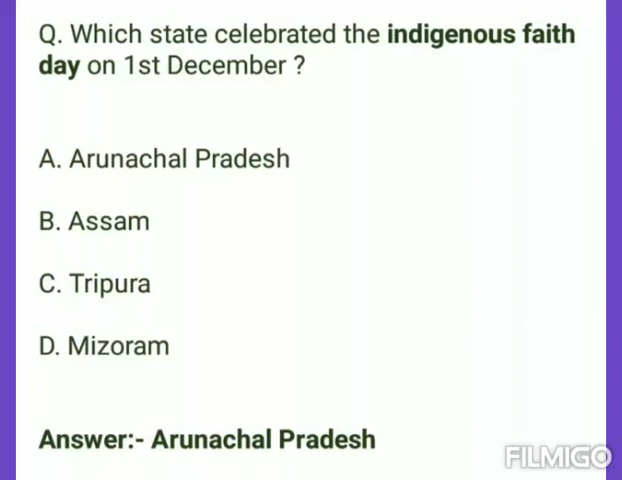 Q. Which state celebrated the indigenous faith
day on 1st December ?
A. Arunachal Pradesh
B. Assam
C. Tripura
D. Mizoram
Answer:- Arunachal Pradesh
FILMIGO